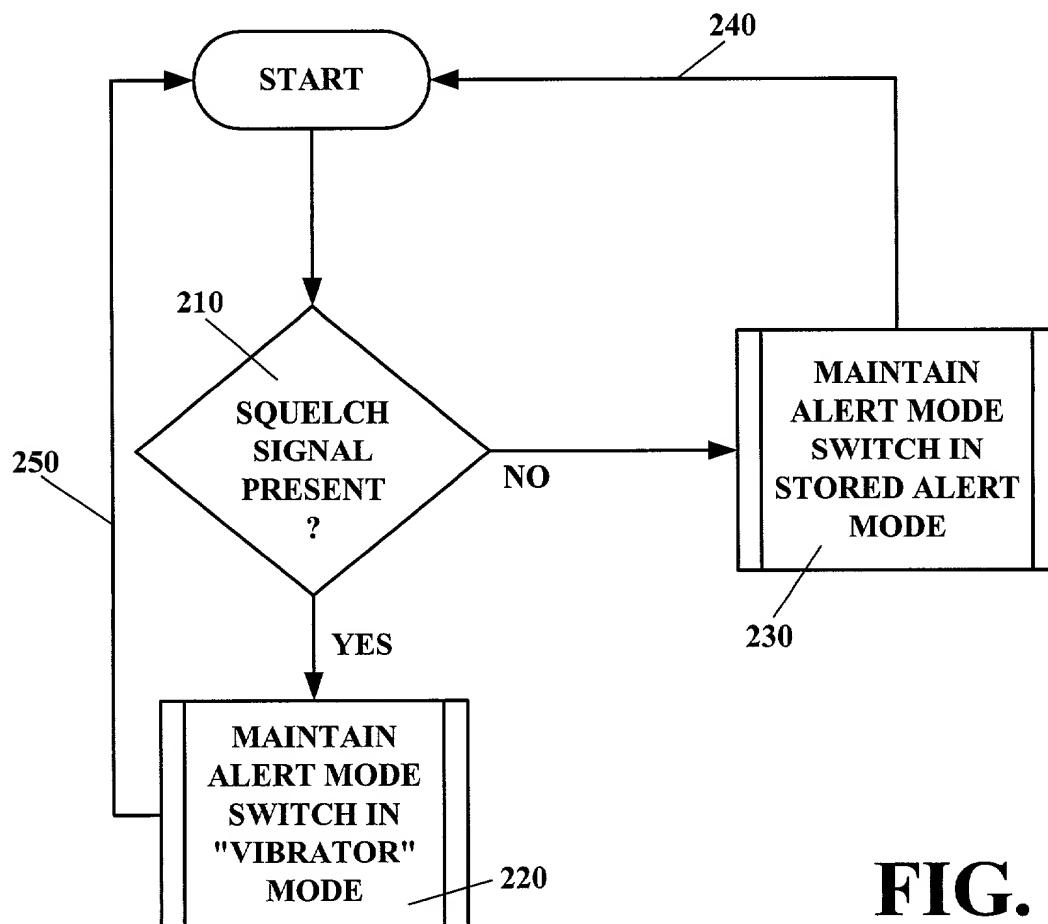 240
START
210
SQUELCH
SIGNAL
PRESENT
?
NO
MAINTAIN
ALERT MODE
SWITCH IN
STORED ALERT
MODE
250
230
YES
MAINTAIN
ALERT MODE
SWITCH IN
"VIBRATOR"
MODE
220
FIG.